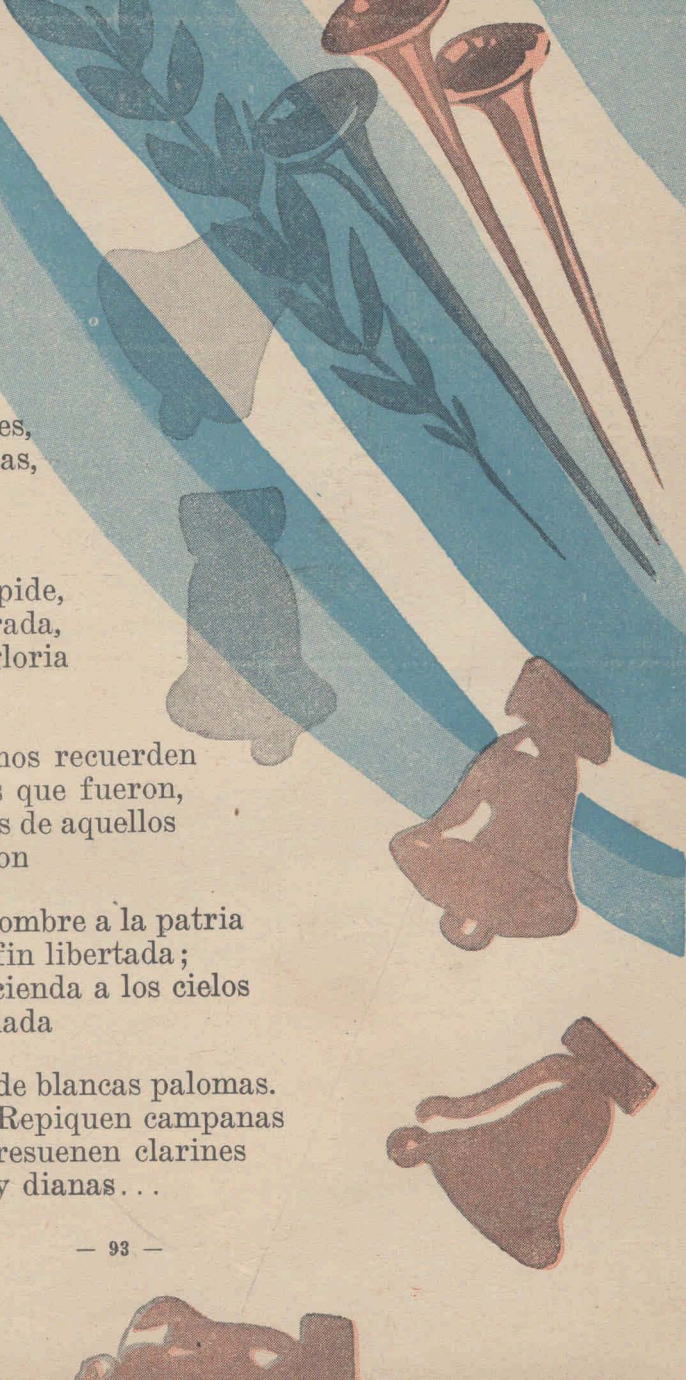 es,
as,
pide,
rada,
gloria
nos recuerden
s que fueron,
s de aquellos
on
ombre a la patria
fin libertada;
cienda a los cielos
ada
de blancas palomas.
Repiquen campanas
resuenen clarines
y dianas...
— 93 —